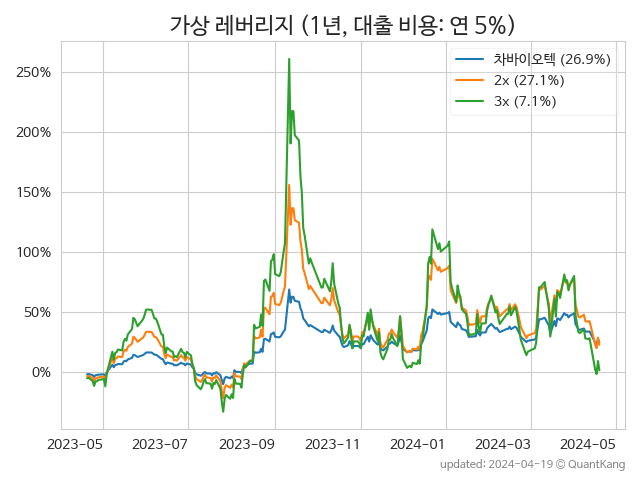 가상 레버리지 (1년, 대출 비용: 연 5%)
차바이오텍 (26.9%)
2x (27.1%)
3x (7.1%)
250%
200%
150%
100%
50%
0%
2023-05 2023-07 2023-09 2023-11 2024-01 2024-03 2024-05
updated: 2024-04-19 © QuantKang